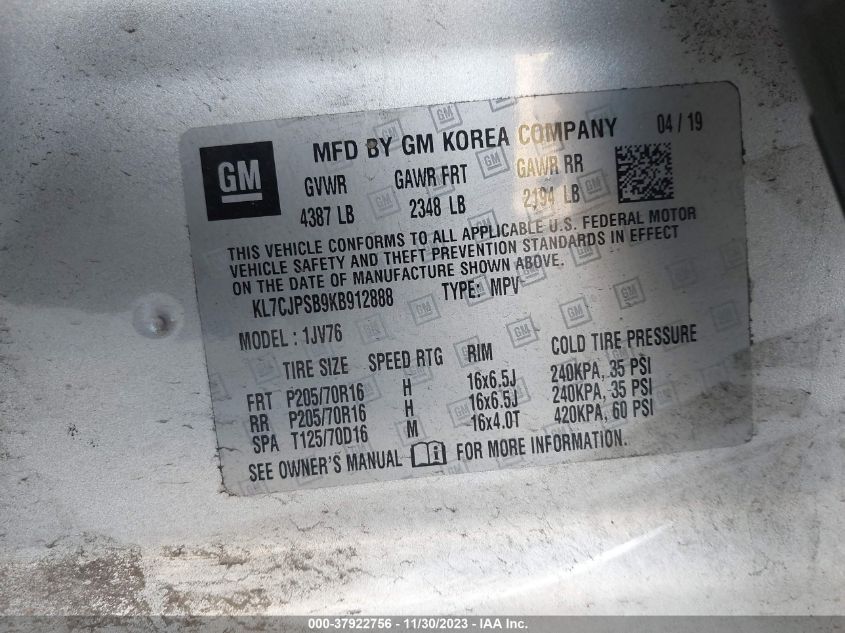 GM
MFD BY GM KOREA COMPANY 04 / 19
GVWR GAWR FRT GAWR RR
4387 LB 2348 LB 2194 LB
THIS VEHICLE CONFORMS TO ALL APPLICABLE U.S. FEDERAL MOTOR
VEHICLE SAFETY AND THEFT PREVENTION STANDARDS IN EFFECT
ON THE DATE OF MANUFACTURE SHOWN ABOVE.
KL7CJPSB9KB912888 TYPE: MPV
MODEL : 1JV76
TIRE SIZE SPEED RTG RIM COLD TIRE PRESSURE
FRT P205/70R16 H 16x6.5J 240KPA, 35 PSI
RR P205/70R16 H 16x6.5J 240KPA, 35 PSI
SPA T125/70D16 M 16x4.0T 420KPA, 60 PSI
SEE OWNER'S MANUAL FOR MORE INFORMATION.
000-37922756 - 11/30/2023 - IAA Inc.